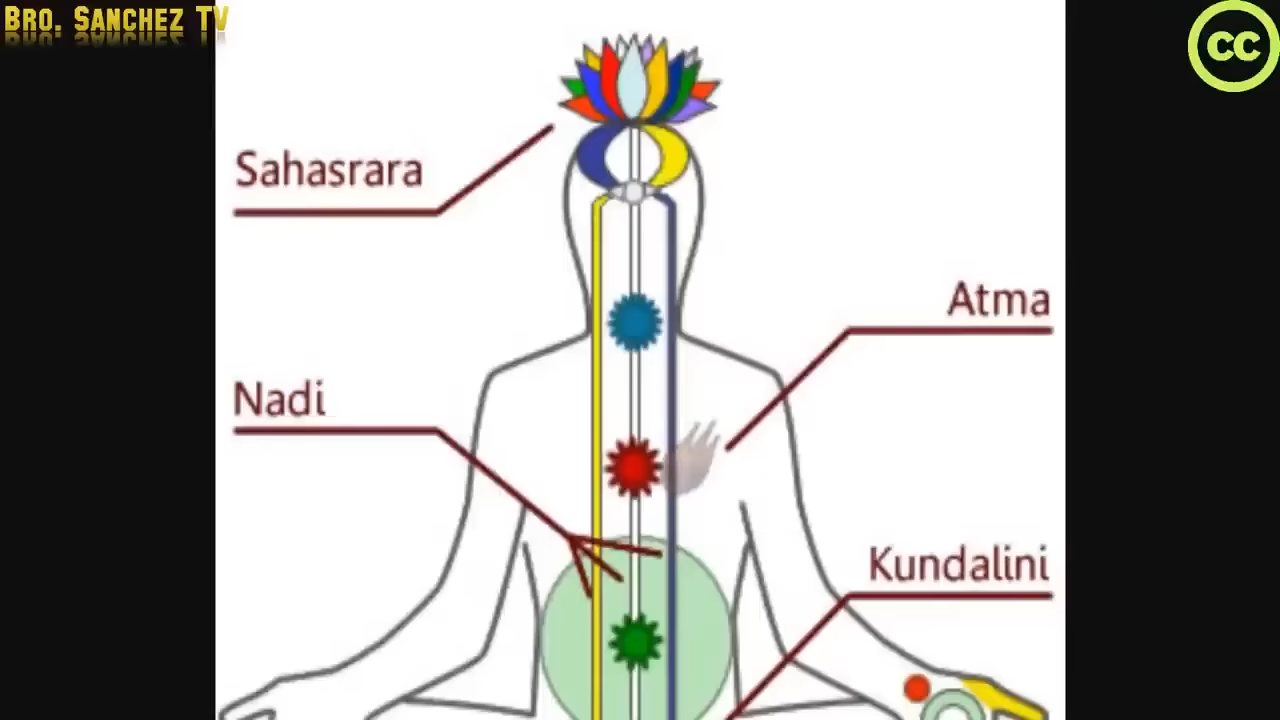 Bro. Sanchez TV
CC
Sahasrara
Atma
Nadi
Kundalini